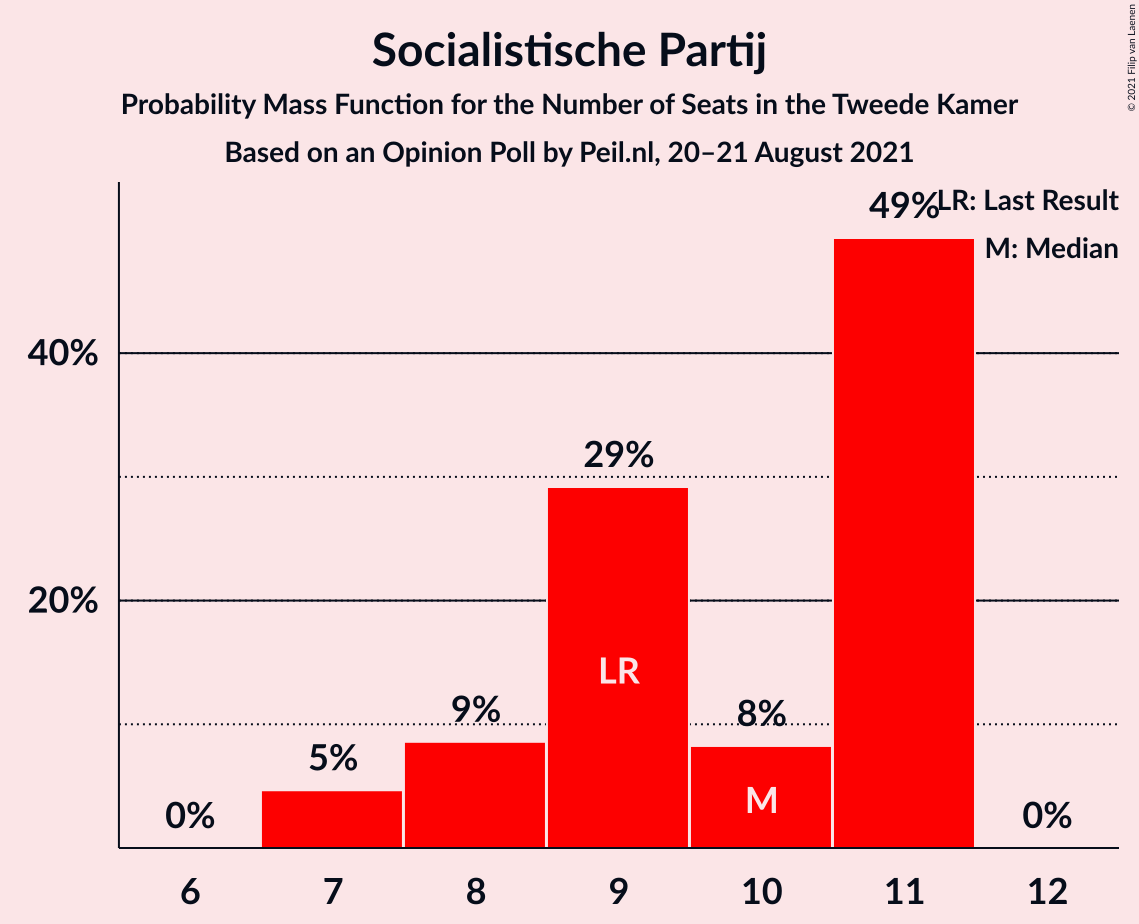 Socialistische Partij
Probability Mass Function for the Number of Seats in the Tweede Kamer
Based on an Opinion Poll by Peil.nl, 20–21 August 2021
© 2021 Filip van Laenen
LR: Last Result
M: Median
49%
40%
29%
20%
LR
9%
8%
5%
M
0%
0%
6 7 8 9 10 11 12